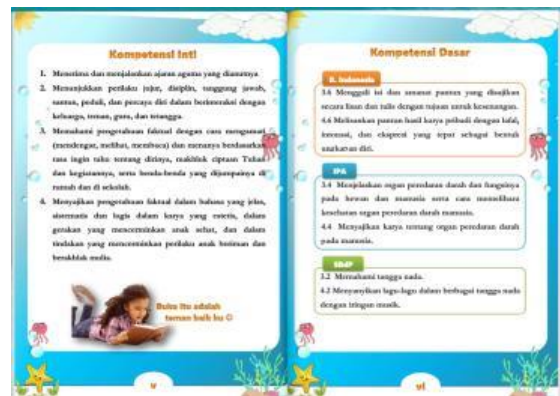 Kompetensi Inti
1. Menerima dan menjalankan ajaran agama yang dianutnya
2. Menunjukkan perilaku jujur, disiplin, tanggung jawab,
santun, peduli, dan percaya diri dalam berinteraksi dengan
keluarga, teman, guru, dan tetangga.
3. Memahami pengetahuan faktual dengan cara mengamati
(mendengar, melihat, membaca) dan menanya berdasarkan
rasa ingin tahu tentang dirinya, makhluk ciptaan Tuhan
dan kegiatannya, serta benda-benda yang dijumpainya di
rumah dan di sekolah.
4. Menyajikan pengetahuan faktual dalam bahasa yang jelas,
sistematis dan logis dalam karya yang estetis, dalam
gerakan yang mencerminkan anak sehat, dan dalam
tindakan yang mencerminkan perilaku anak beriman dan
berakhlak mulia.
Buku itu adalah
teman baik ku ☺
v
Kompetensi Dasar
B. Indonesia
3.6 Menggali isi dan amanat pantun yang disajikan
secara lisan dan tulis dengan tujuan untuk kesenangan.
4.6 Melisankan pantun hasil karya pribadi dengan lafal,
intonasi, dan ekspresi yang tepat sebagai bentuk
ungkapan diri.
IPA
3.4 Menjelaskan organ peredaran darah dan fungsinya
pada hewan dan manusia serta cara memelihara
kesehatan organ peredaran darah manusia.
4.4 Menyajikan karya tentang organ peredaran darah
pada manusia.
SBdP
3.2 Memahami tangga nada.
4.2 Menyanyikan lagu-lagu dalam berbagai tangga nada
dengan iringan musik.
vi